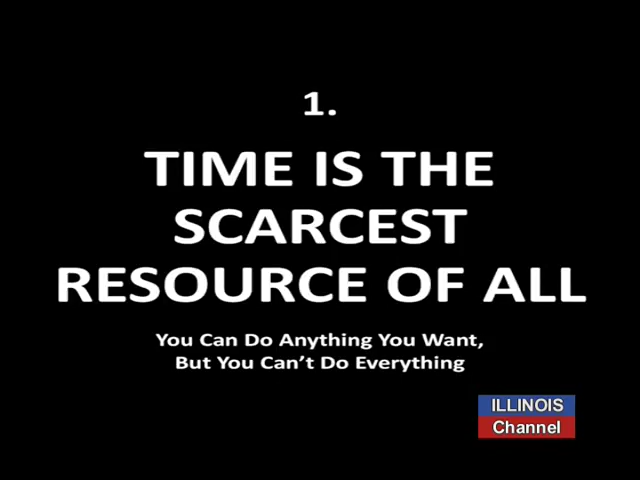 1.
TIME IS THE
SCARCEST
RESOURCE OF ALL
You Can Do Anything You Want,
But You Can’t Do Everything
ILLINOIS
Channel